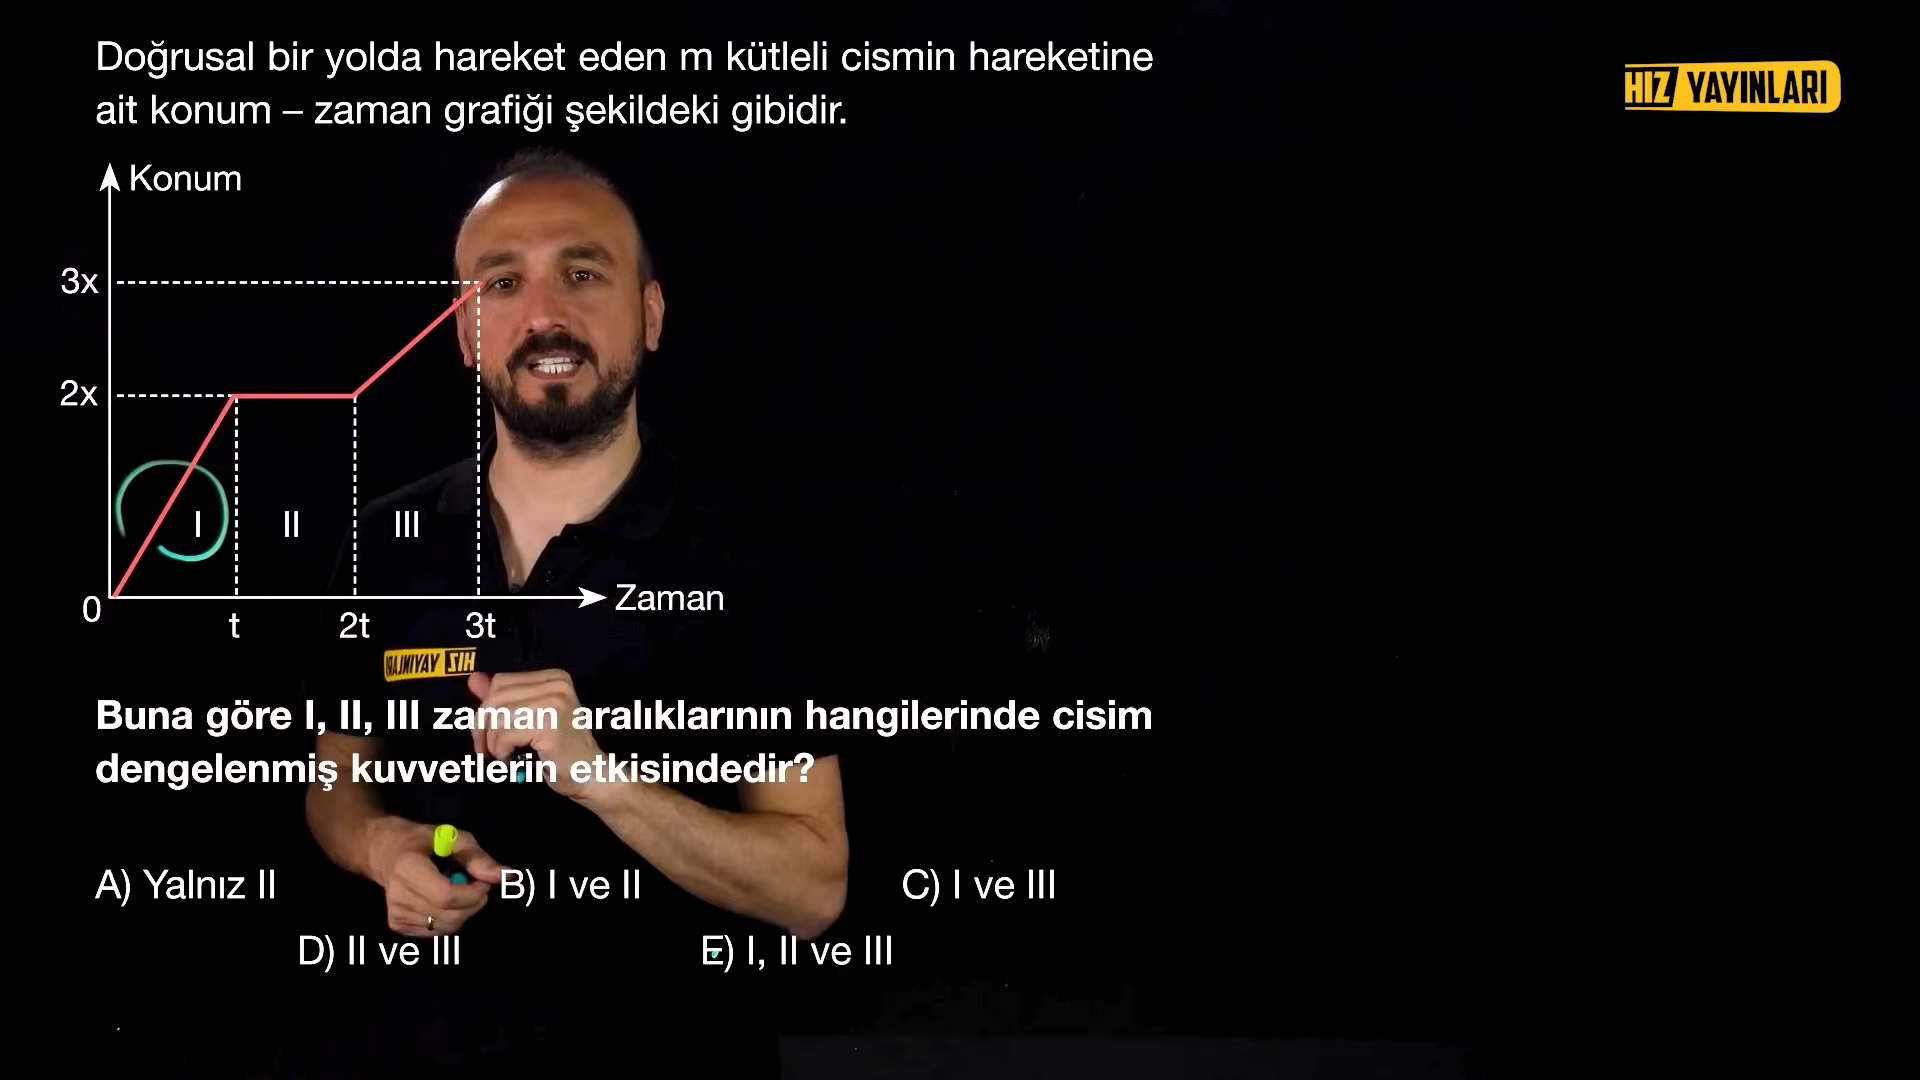 Doğrusal bir yolda hareket eden m kütleli cismin hareketine
ait konum – zaman grafiği şekildeki gibidir.
HIZ YAYINLARI
Konum
3x
2x
I II III
0
t 2t 3t
Zaman
HIZ YAYINLARI
Buna göre I, II, III zaman aralıklarının hangilerinde cisim
dengelenmiş kuvvetlerin etkisindedir?
A) Yalnız II B) I ve II C) I ve III
D) II ve III E) I, II ve III